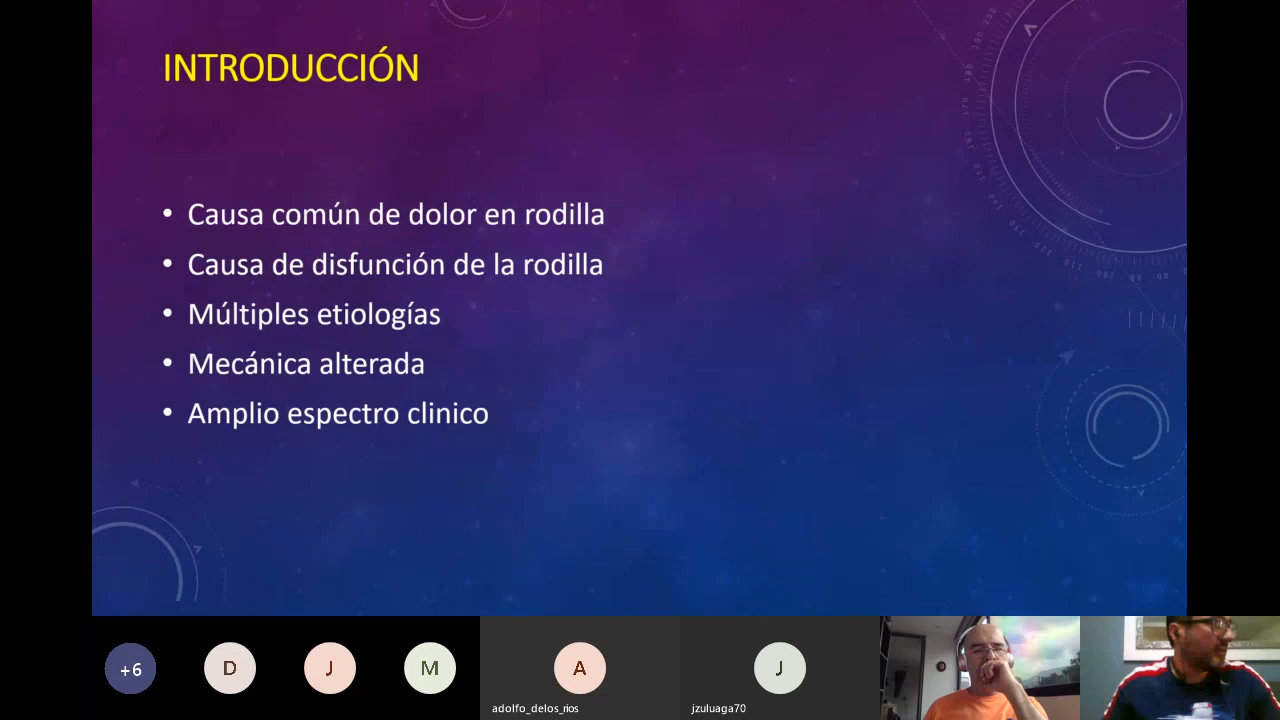 INTRODUCCIÓN
• Causa común de dolor en rodilla
• Causa de disfunción de la rodilla
• Múltiples etiologías
• Mecánica alterada
• Amplio espectro clinico
+6
D
J
M
A
J
adolfo_delos_rios
jzuluaga70